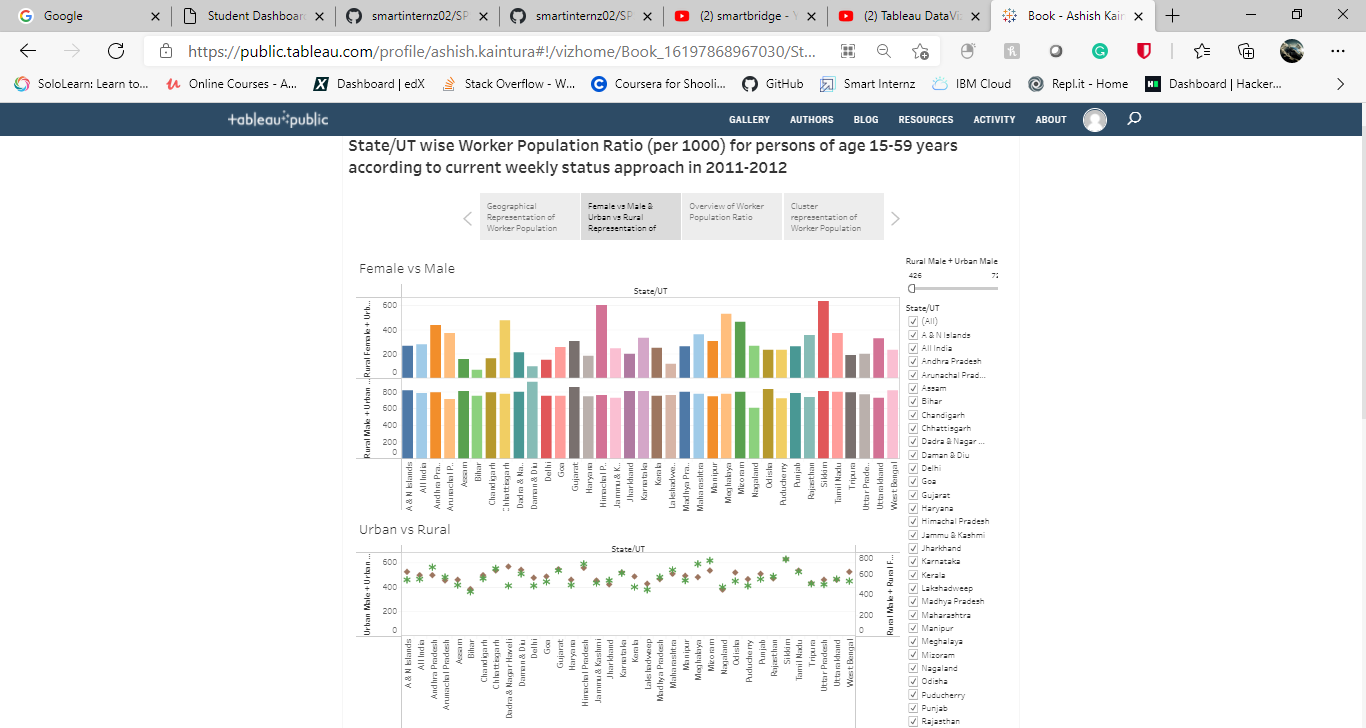 Google
Student Dashboard
smartinternz02/SP
smartinternz02/SP
(2) smartbridge - Y
(2) Tableau DataVi
Book - Ashish Kain
https://public.tableau.com/profile/ashish.kaintura#!/vizhome/Book_16197868967030/St...
SoloLearn: Learn to...
Online Courses - A...
Dashboard | edX
Stack Overflow - W...
Coursera for Shooli...
GitHub
Smart Internz
IBM Cloud
Repl.it - Home
Dashboard | Hacker...
tableau public
GALLERY AUTHORS BLOG RESOURCES ACTIVITY ABOUT
State/UT wise Worker Population Ratio (per 1000) for persons of age 15-59 years
according to current weekly status approach in 2011-2012
Geographical
Representation of
Worker Population
Female vs Male &
Urban vs Rural
Representation of
Overview of Worker
Population Ratio
Cluster
representation of
Worker Population
Female vs Male
State/UT
Rural Female + Urb...
600
400
200
0
Rural Male + Urban ...
800
600
400
200
0
A & N Islands
All India
Andhra Pra..
Arunachal P..
Assam
Bihar
Chandigarh
Chhattisgarh
Dadra & Na..
Daman & Diu
Delhi
Goa
Gujarat
Haryana
Himachal P..
Jammu & K..
Jharkhand
Karnataka
Kerala
Lakshadwe..
Madhya Pra..
Maharashtra
Manipur
Meghalaya
Mizoram
Nagaland
Odisha
Puducherry
Punjab
Rajasthan
Sikkim
Tamil Nadu
Tripura
Uttar Prade..
Uttarakhand
West Bengal
Urban vs Rural
State/UT
Urban Male + Urban...
600
400
200
0
800
600
400
200
0
Rural Male + Rural F...
A & N Islands
All India
Andhra Pradesh
Arunachal Pradesh
Assam
Bihar
Chandigarh
Chhattisgarh
Dadra & Nagar Haveli
Daman & Diu
Delhi
Goa
Gujarat
Haryana
Himachal Pradesh
Jammu & Kashmi
Jharkhand
Karnataka
Kerala
Lakshadweep
Madhya Pradesh
Maharashtra
Manipur
Meghalaya
Mizoram
Nagaland
Odisha
Puducherry
Punjab
Rajasthan
Sikkim
Tamil Nadu
Tripura
Uttar Pradesh
Uttarakhand
West Bengal
Rural Male + Urban Male
426 72
State/UT
(All)
A & N Islands
All India
Andhra Pradesh
Arunachal Prad...
Assam
Bihar
Chandigarh
Chhattisgarh
Dadra & Nagar ...
Daman & Diu
Delhi
Goa
Gujarat
Haryana
Himachal Pradesh
Jammu & Kashmi
Jharkhand
Karnataka
Kerala
Lakshadweep
Madhya Pradesh
Maharashtra
Manipur
Meghalaya
Mizoram
Nagaland
Odisha
Puducherry
Punjab
Rajasthan